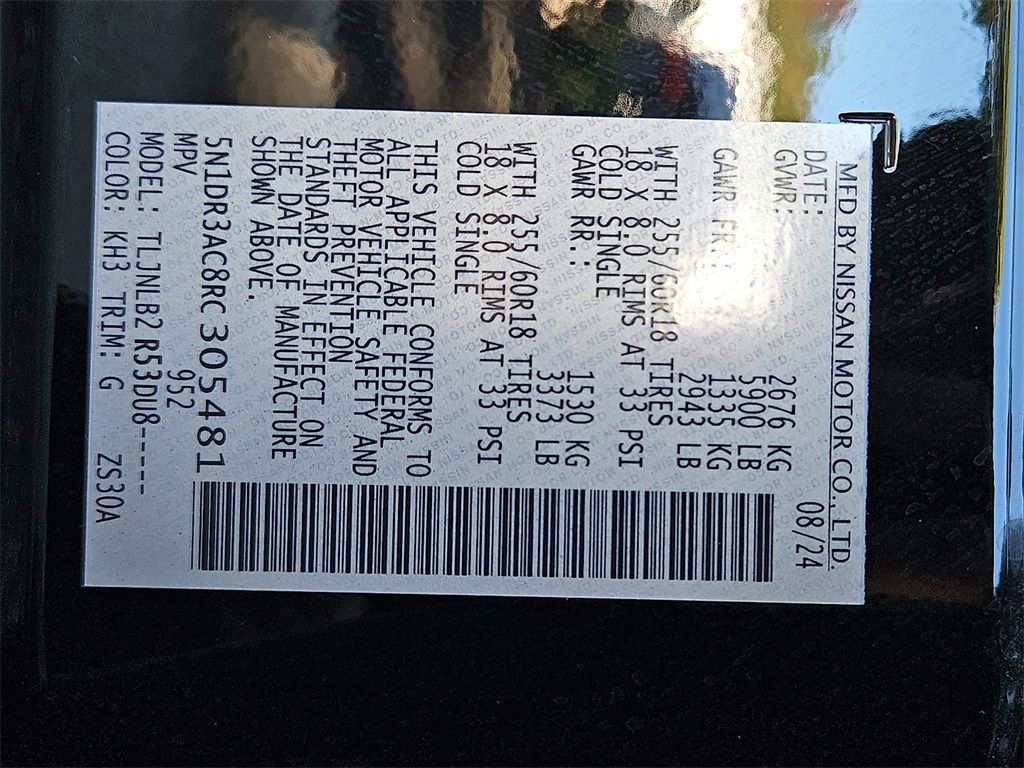 MFD BY NISSAN MOTOR CO., LTD.
DATE: 08/24
GVWR: 2676 KG
5900 LB
GAWR FR.: 1335 KG
2943 LB
WITH 255/60R18 TIRES
18 X 8.0 RIMS AT 33 PSI
COLD SINGLE
GAWR RR.: 1530 KG
3373 LB
WITH 255/60R18 TIRES
18 X 8.0 RIMS AT 33 PSI
COLD SINGLE
THIS VEHICLE CONFORMS TO
ALL APPLICABLE FEDERAL
MOTOR VEHICLE SAFETY AND
THEFT PREVENTION
STANDARDS IN EFFECT ON
THE DATE OF MANUFACTURE
SHOWN ABOVE.
5N1DR3AC8RC305481
MPV 952
MODEL: TLJNLB2 R53DU8-----
COLOR: KH3 TRIM: G ZS30A